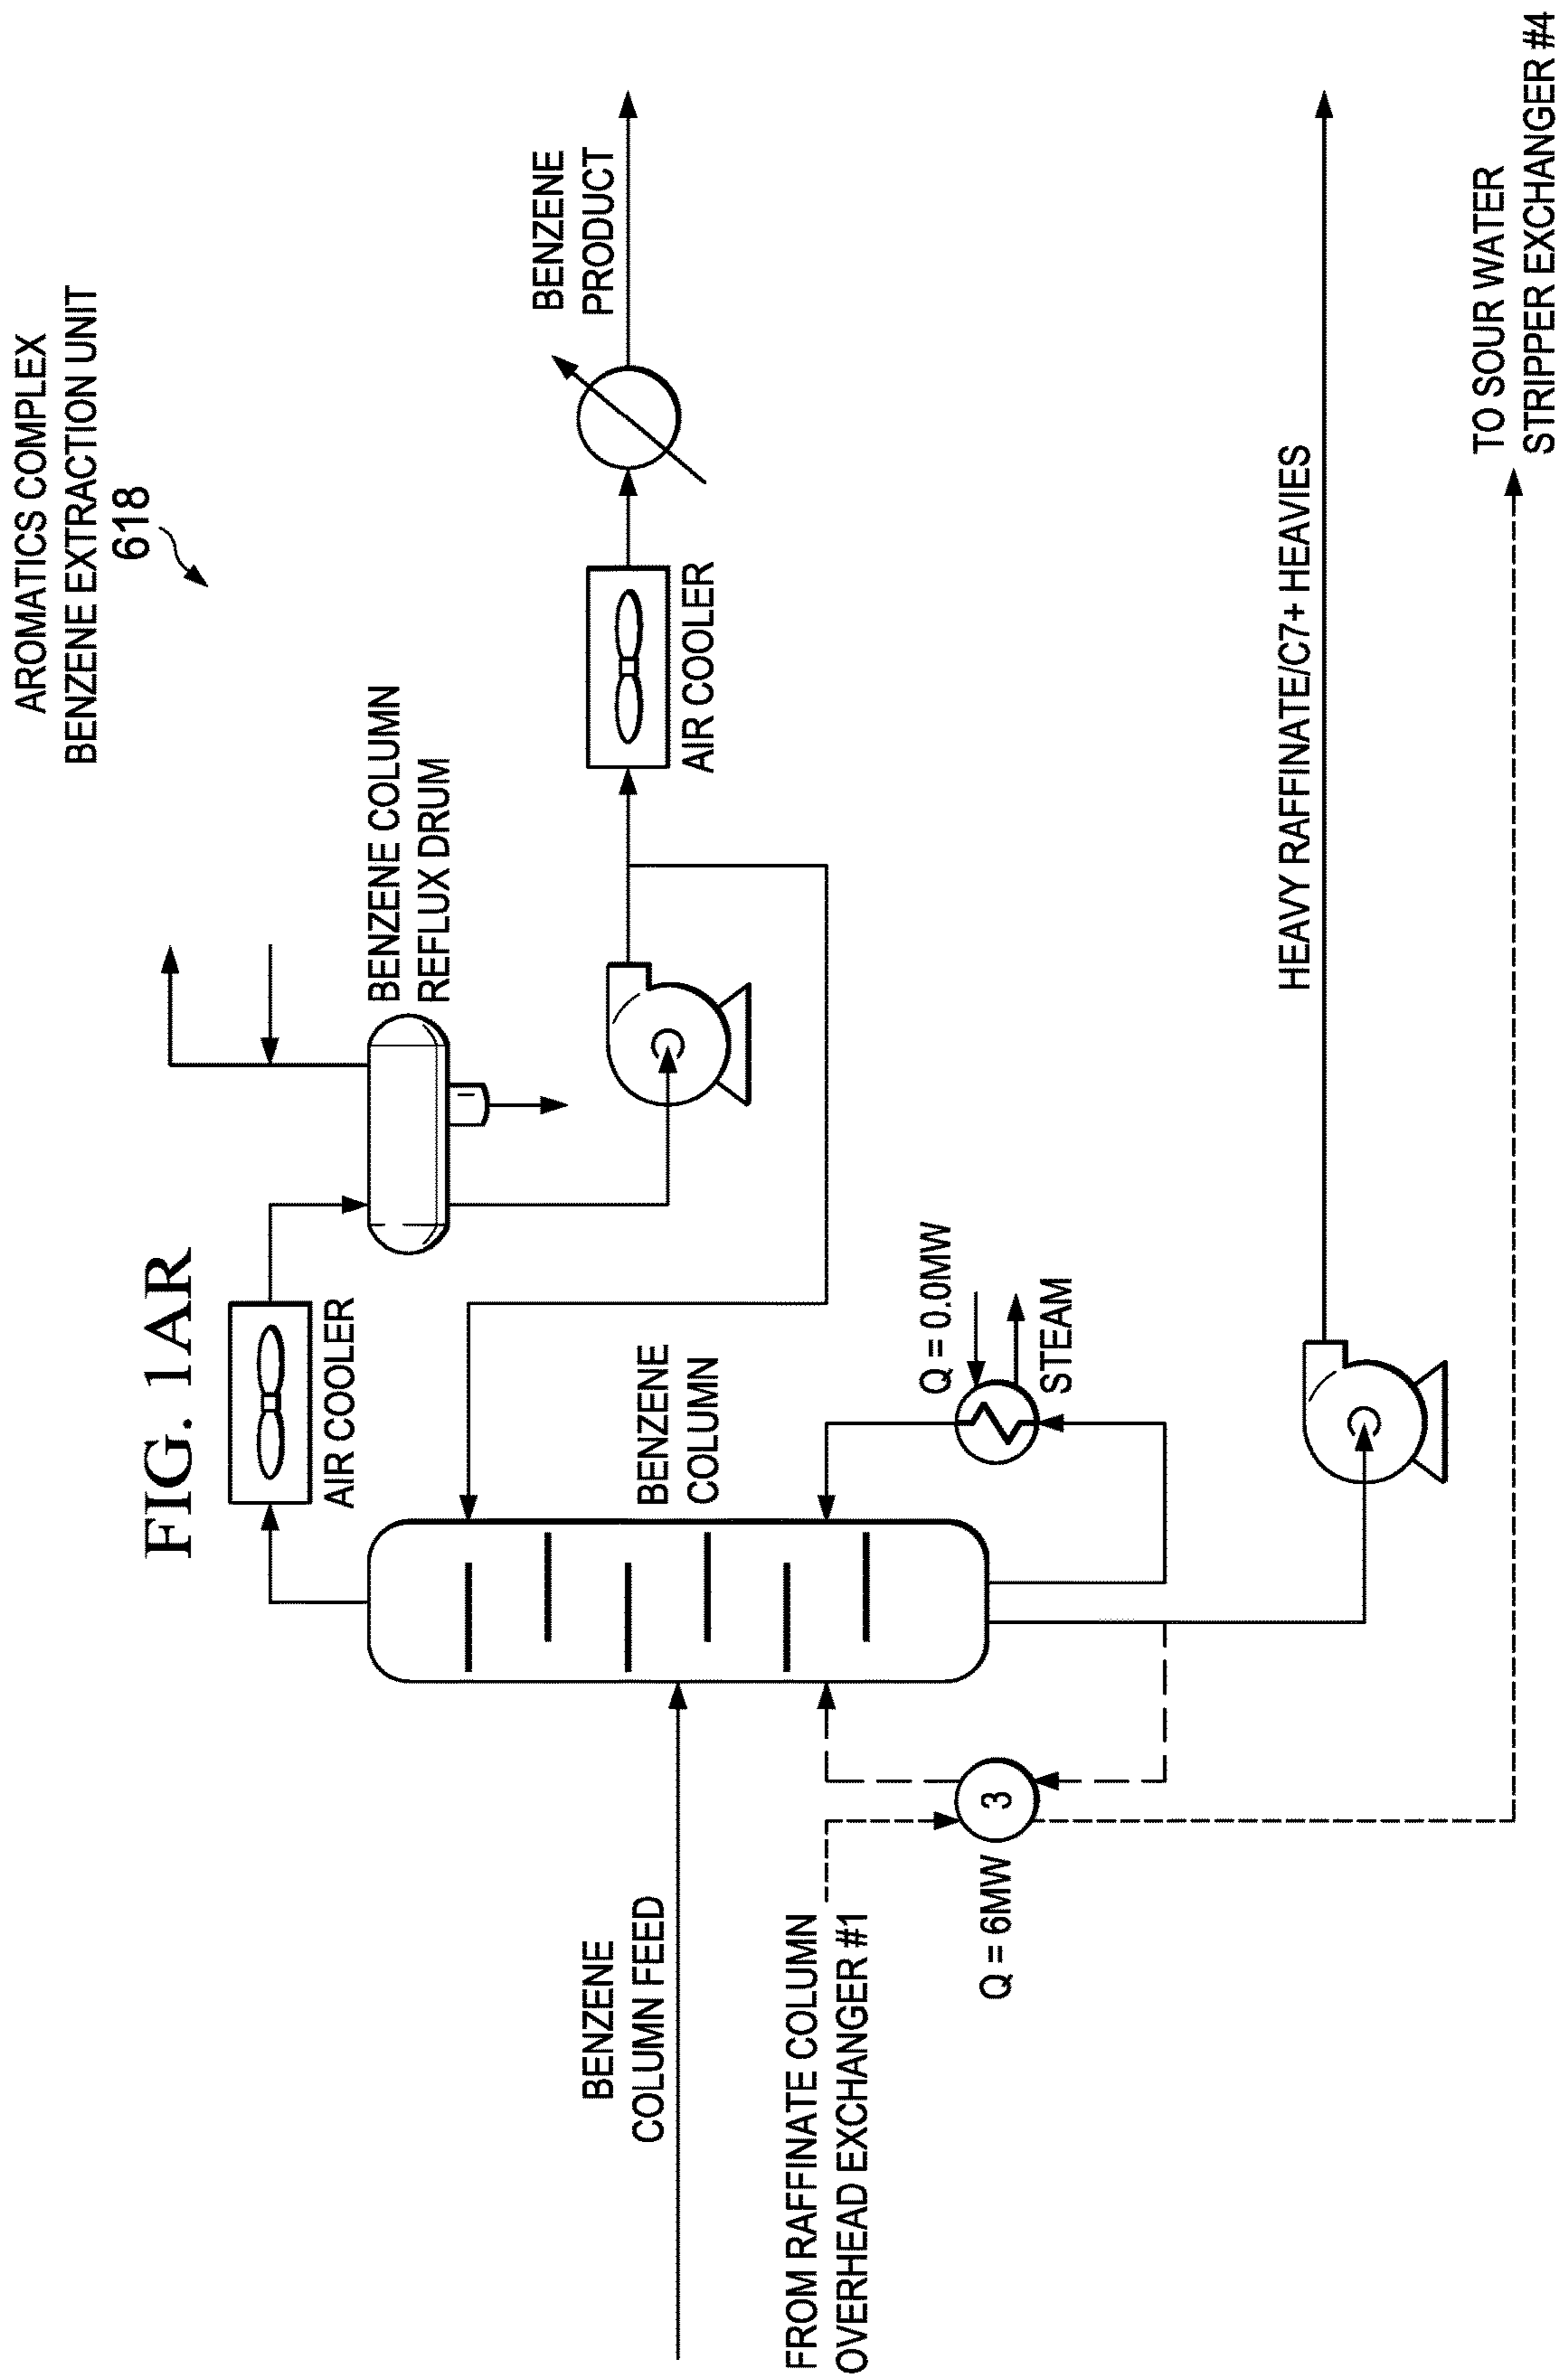 AROMATICS COMPLEX
BENZENE EXTRACTION UNIT
618
FIG. 1AR
AIR COOLER
BENZENE COLUMN
REFLUX DRUM
BENZENE
PRODUCT
AIR COOLER
BENZENE
COLUMN
BENZENE
COLUMN FEED
Q = 0.0MW
STEAM
FROM RAFFINATE COLUMN
OVERHEAD EXCHANGER #1
3
Q = 6MW
HEAVY RAFFINATE/C7+ HEAVIES
TO SOUR WATER
STRIPPER EXCHANGER #4